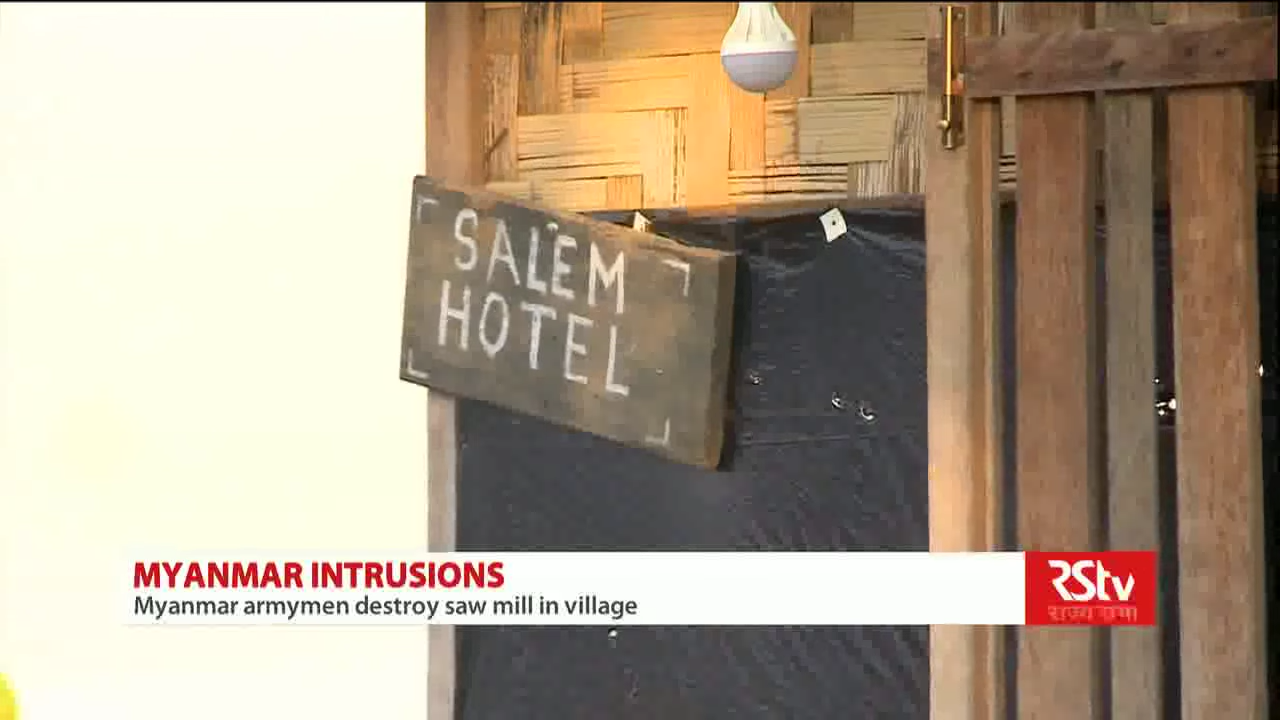 SALEM
HOTEL
MYANMAR INTRUSIONS
Myanmar armymen destroy saw mill in village
RStv